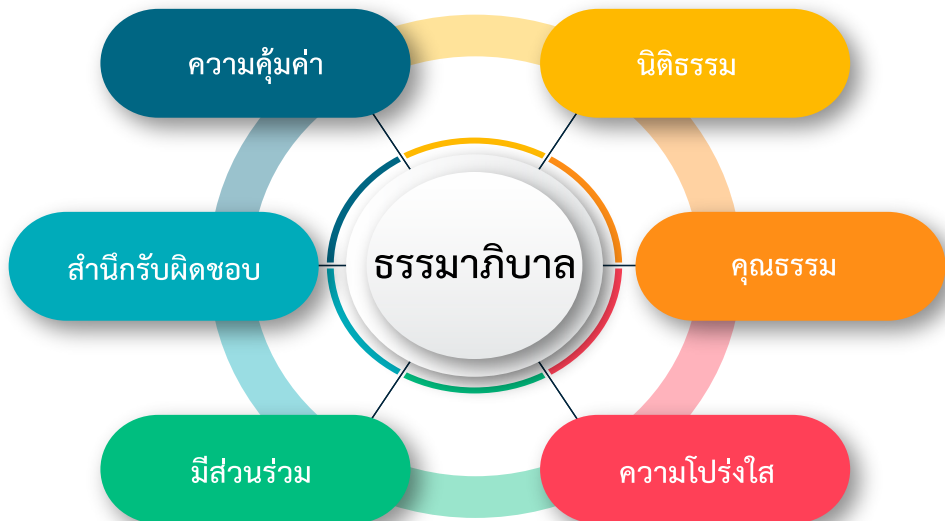 ความคุ้มค่า
นิติธรรม
สำนึกรับผิดชอบ
ธรรมาภิบาล
คุณธรรม
มีส่วนร่วม
ความโปร่งใส